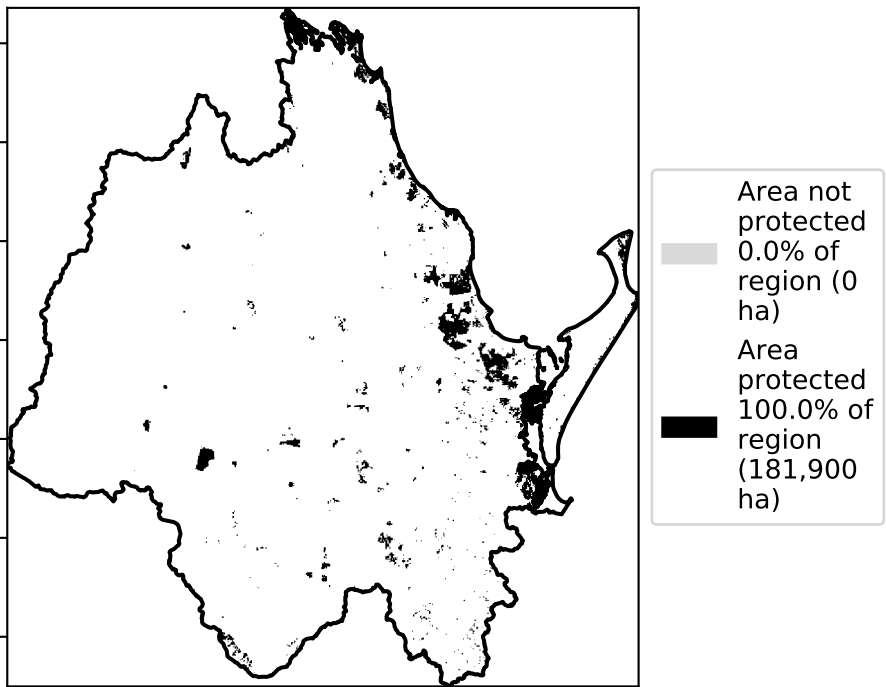 Area not
protected
0.0% of
region (0
ha)
Area
protected
100.0% of
region
(181,900
ha)